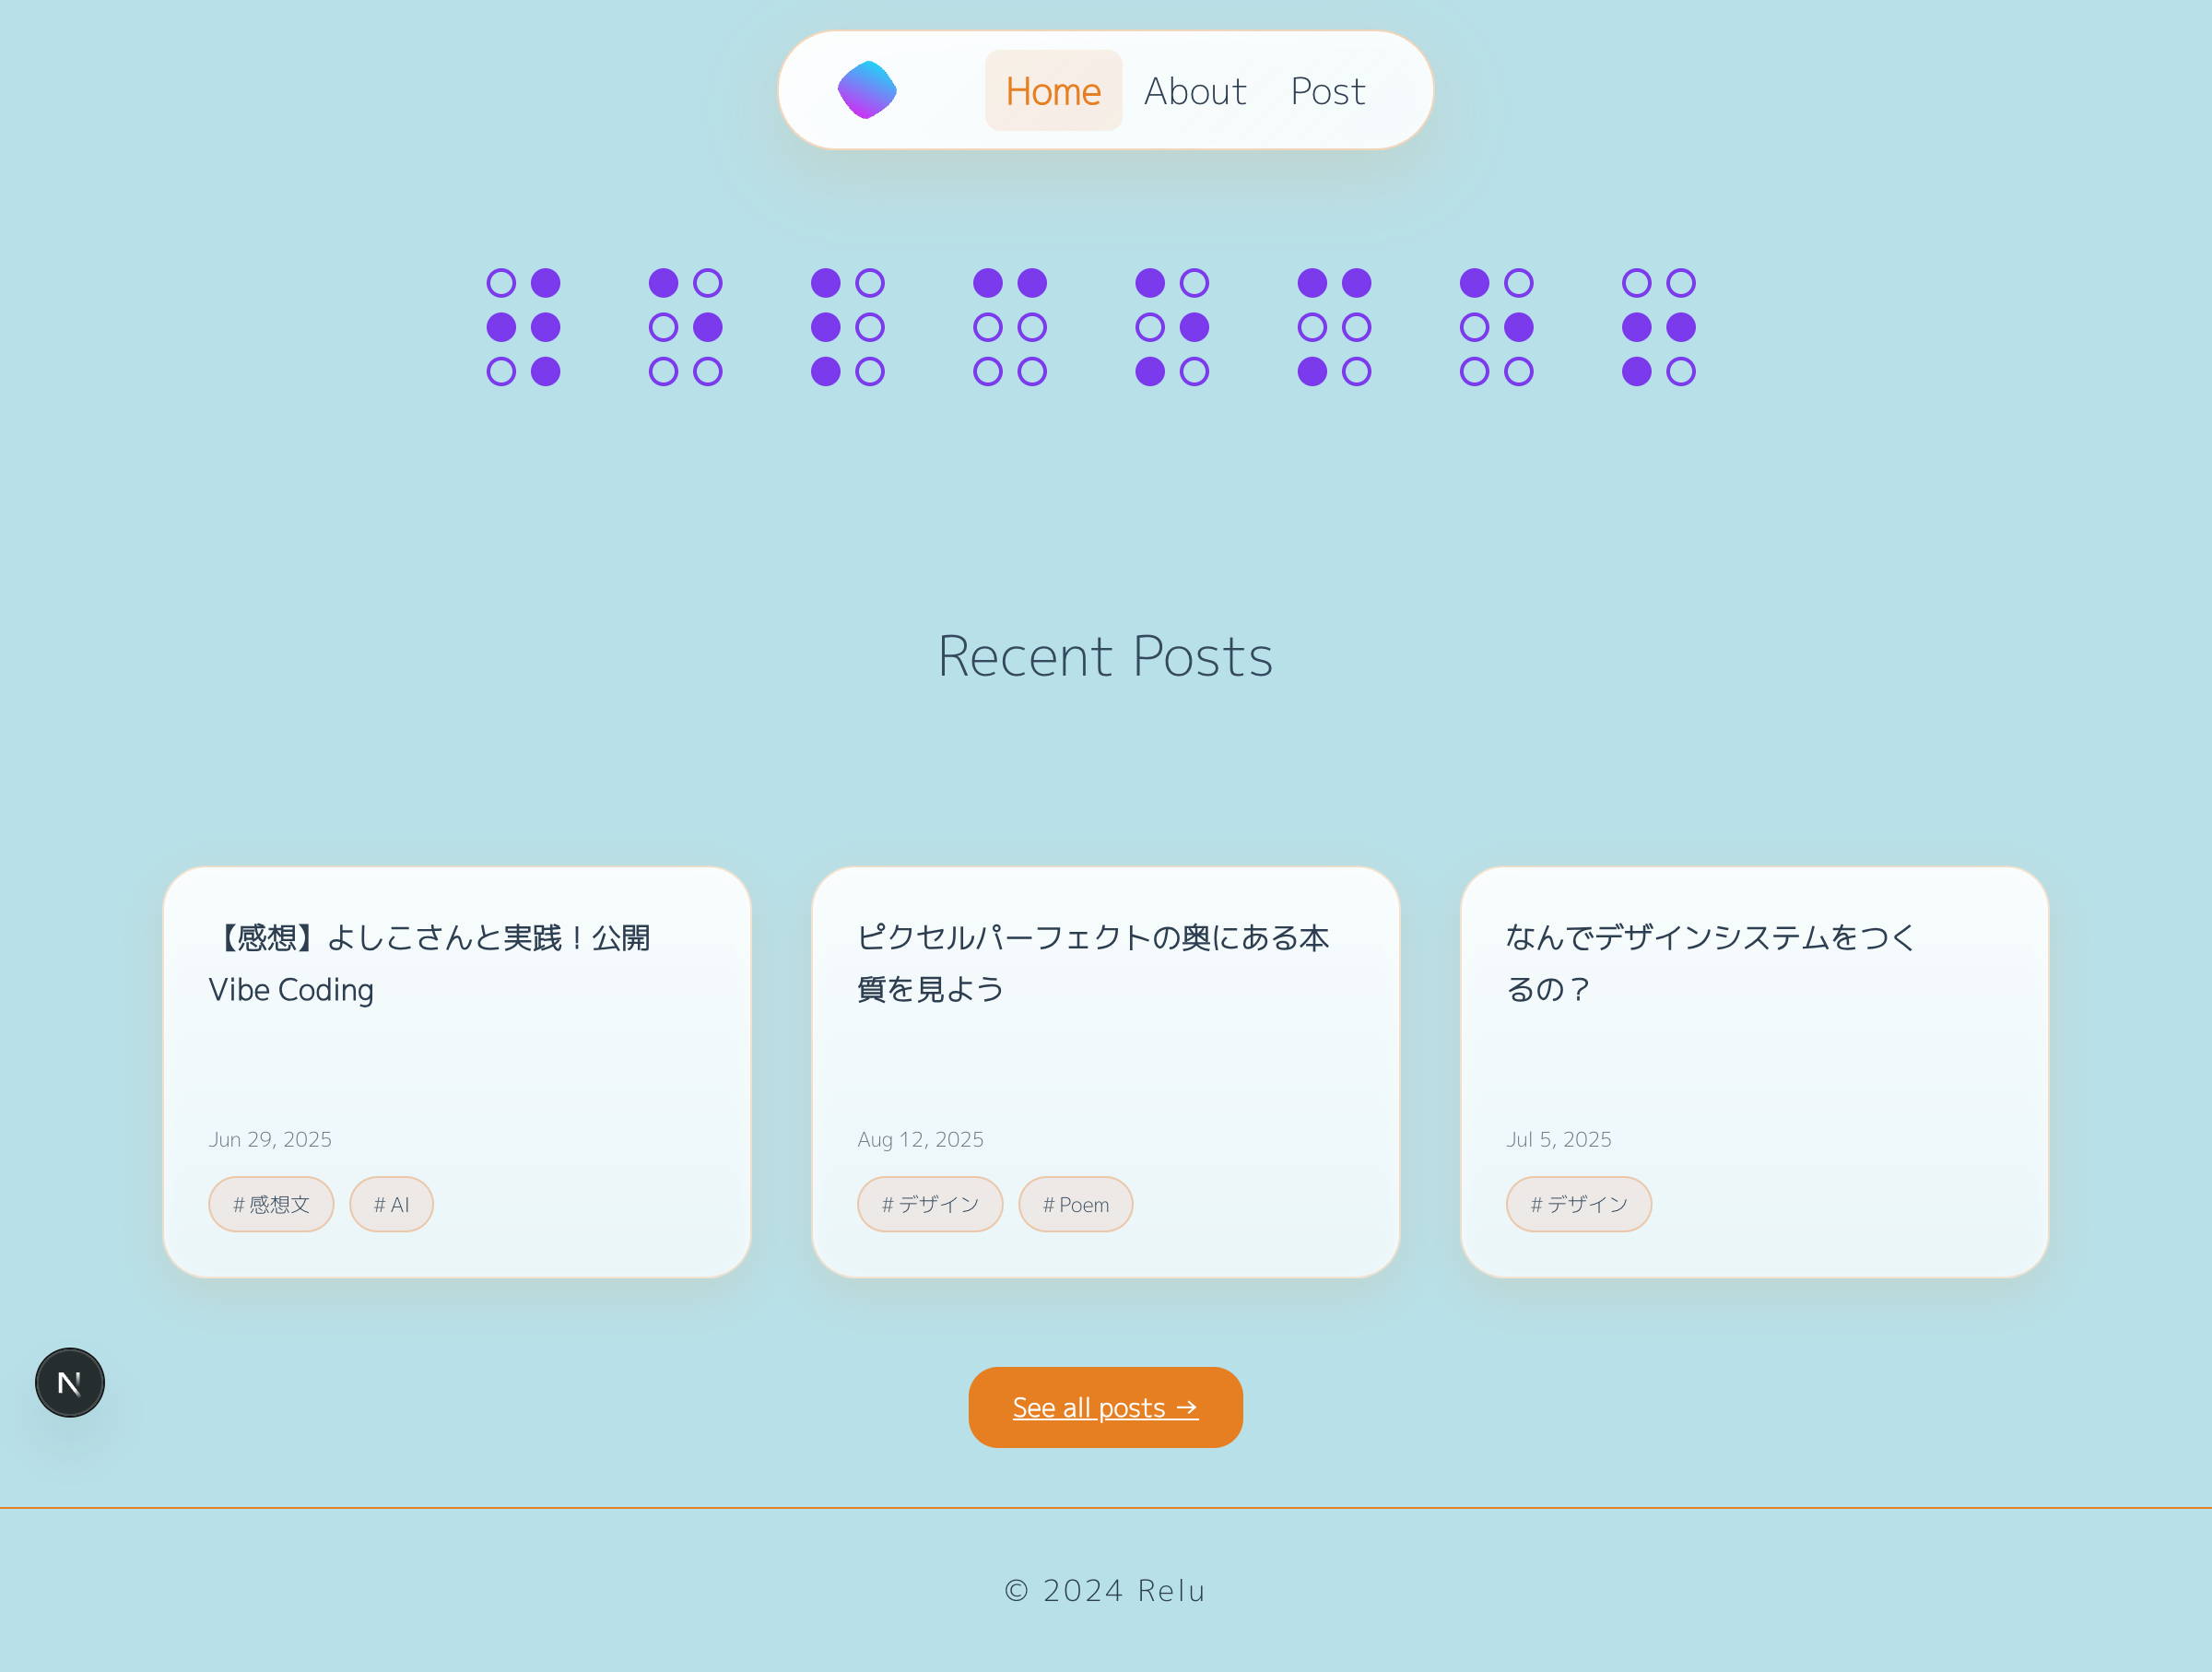 Home About Post
⠺⠑⠇⠉⠕⠍⠑⠖
Recent Posts
【感想】よしこさんと実践！公開
Vibe Coding
Jun 29, 2025
# 感想文 # AI
ピクセルパーフェクトの奥にある本
質を見よう
Aug 12, 2025
# デザイン # Poem
なんでデザインシステムをつく
るの？
Jul 5, 2025
# デザイン
N
See all posts →
© 2024 Relu